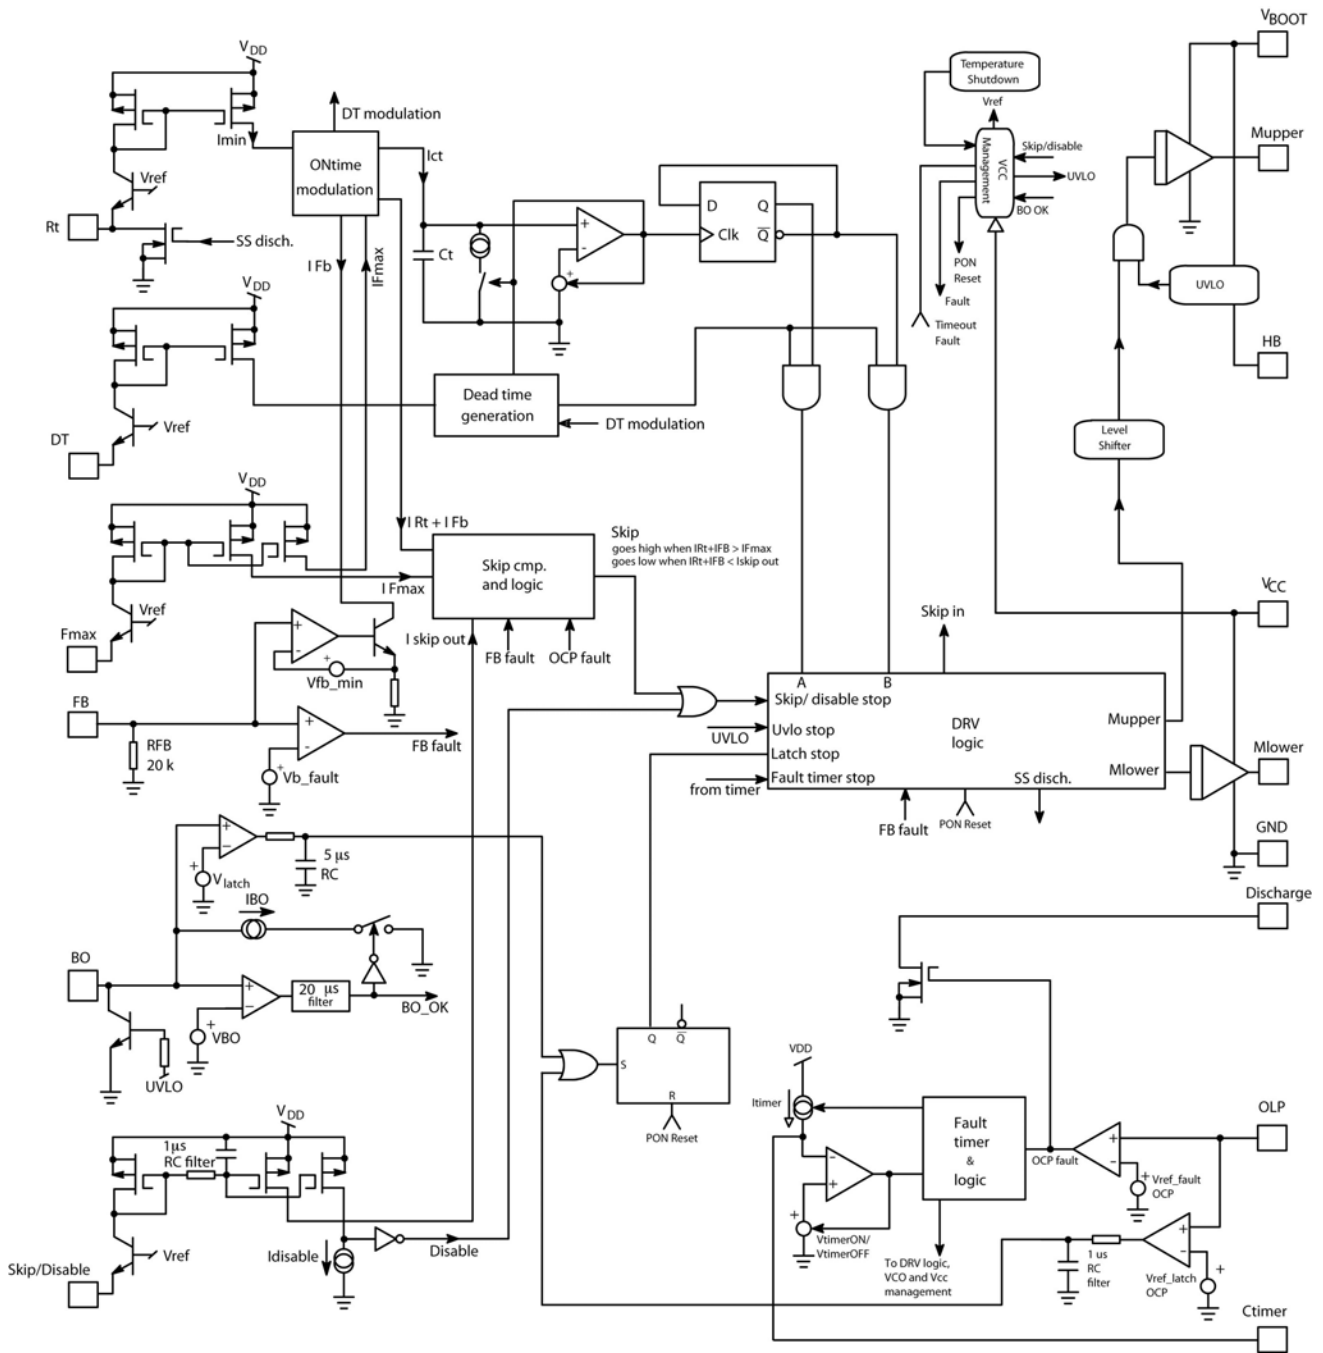 VBOOT
VDD
Temperature
Shutdown
DT modulation
Vref
Mupper
Imin
ONtime
modulation
Ict
Skip/disable
VCC
Management
UVLO
BO OK
Vref
D
Q
Clk
Q
Rt
SS disch.
Ct
I Fb
IFmax
PON
Reset
Fault
Timeout
Fault
UVLO
VDD
HB
Dead time
generation
DT modulation
Vref
DT
Level
Shifter
VDD
I Rt + I Fb
Skip
goes high when IRt+IFB > IFmax
goes low when IRt+IFB < Iskip out
Skip cmp.
and logic
I Fmax
VCC
Vref
Fmax
Skip in
I skip out
FB fault
OCP fault
+
-
+
Vfb_min
A
B
FB
Skip/ disable stop
DRV
logic
Mupper
UVLO
Uvlo stop
RFB
20 k
+
-
FB fault
Latch stop
Mlower
Mlower
+
Vb_fault
from timer
Fault timer stop
SS disch.
FB fault
PON Reset
GND
+
-
5 µs
RC
+
Vlatch
IBO
Discharge
BO
+
-
20 µs
filter
BO_OK
+
VBO
UVLO
Q
Q
S
R
PON Reset
VDD
Itimer
Fault
timer
&
logic
OLP
OCP fault
+
-
VDD
1µs
RC filter
-
+
+
Vref_fault
OCP
+
VtimerON/
VtimerOFF
+
-
Vref
Idisable
Disable
1 us
RC
filter
Vref_latch
OCP
+
To DRV logic,
VCO and Vcc
management
Skip/Disable
Ctimer